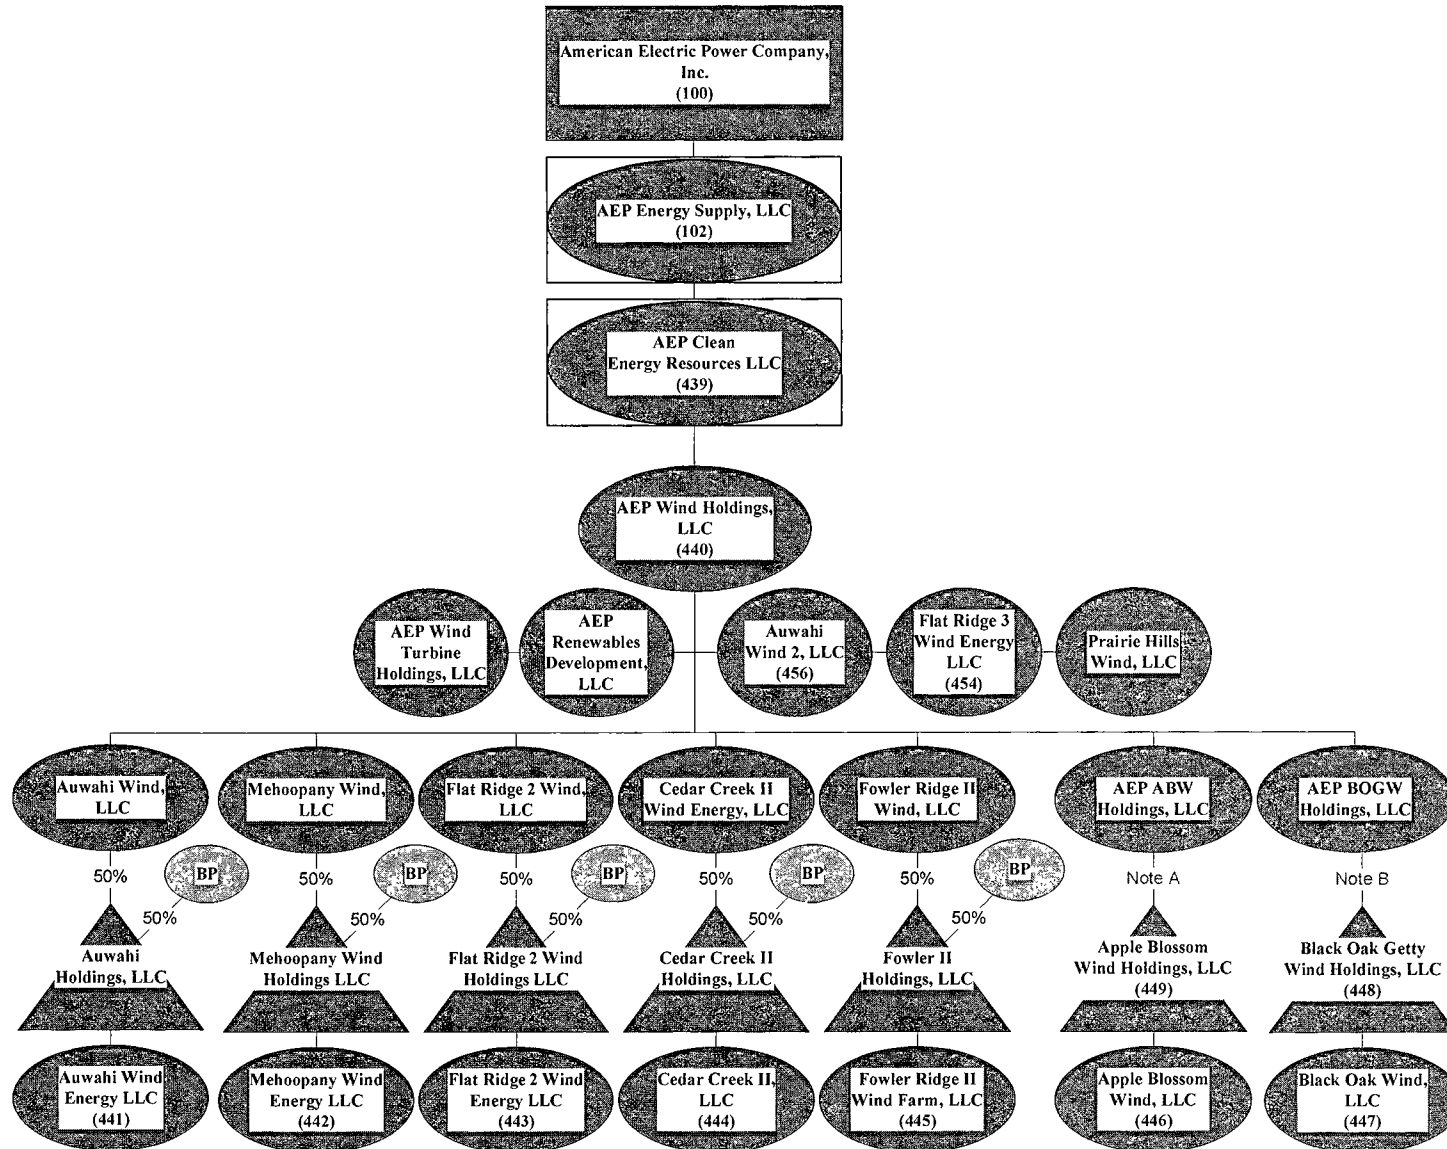 American Electric Power Company,
Inc.
(100)
AEP Energy Supply, LLC
(102)
AEP Clean
Energy Resources LLC
(439)
AEP Wind Holdings,
LLC
(440)
AEP Wind
Turbine
Holdings, LLC
AEP
Renewables
Development,
LLC
Auwahi
Wind 2, LLC
(456)
Flat Ridge 3
Wind Energy
LLC
(454)
Prairie Hills
Wind, LLC
Auwahi Wind,
LLC
Mehoopany Wind,
LLC
Flat Ridge 2 Wind,
LLC
Cedar Creek II
Wind Energy, LLC
Fowler Ridge II
Wind, LLC
AEP ABW
Holdings, LLC
AEP BOGW
Holdings, LLC
50%
BP
50%
50%
BP
50%
50%
BP
50%
50%
BP
50%
50%
BP
50%
Note A
Note B
Auwahi
Holdings, LLC
Mehoopany Wind
Holdings LLC
Flat Ridge 2 Wind
Holdings LLC
Cedar Creek II
Holdings, LLC
Fowler II
Holdings, LLC
Apple Blossom
Wind Holdings, LLC
(449)
Black Oak Getty
Wind Holdings, LLC
(448)
Auwahi Wind
Energy LLC
(441)
Mehoopany Wind
Energy LLC
(442)
Flat Ridge 2 Wind
Energy LLC
(443)
Cedar Creek II,
LLC
(444)
Fowler Ridge II
Wind Farm, LLC
(445)
Apple Blossom
Wind, LLC
(446)
Black Oak Wind,
LLC
(447)